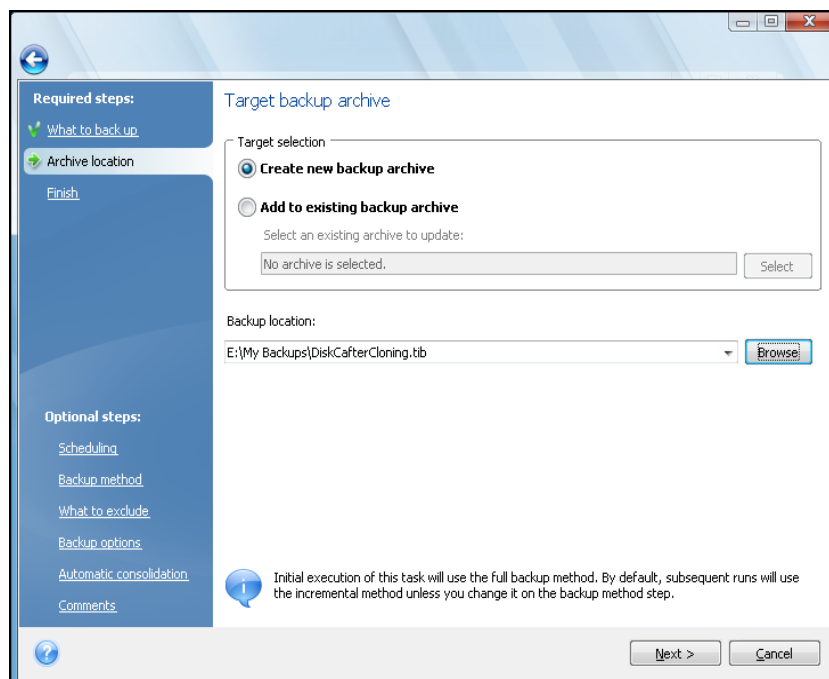 Required steps:
What to back up
Archive location
Finish
Optional steps:
Scheduling
Backup method
What to exclude
Backup options
Automatic consolidation
Comments
Target backup archive
Target selection
Create new backup archive
Add to existing backup archive
Select an existing archive to update:
No archive is selected.
Select
Backup location:
E:\My Backups\DiskCafterCloning.tib
Browse
Initial execution of this task will use the full backup method. By default, subsequent runs will use
the incremental method unless you change it on the backup method step.
Next >
Cancel